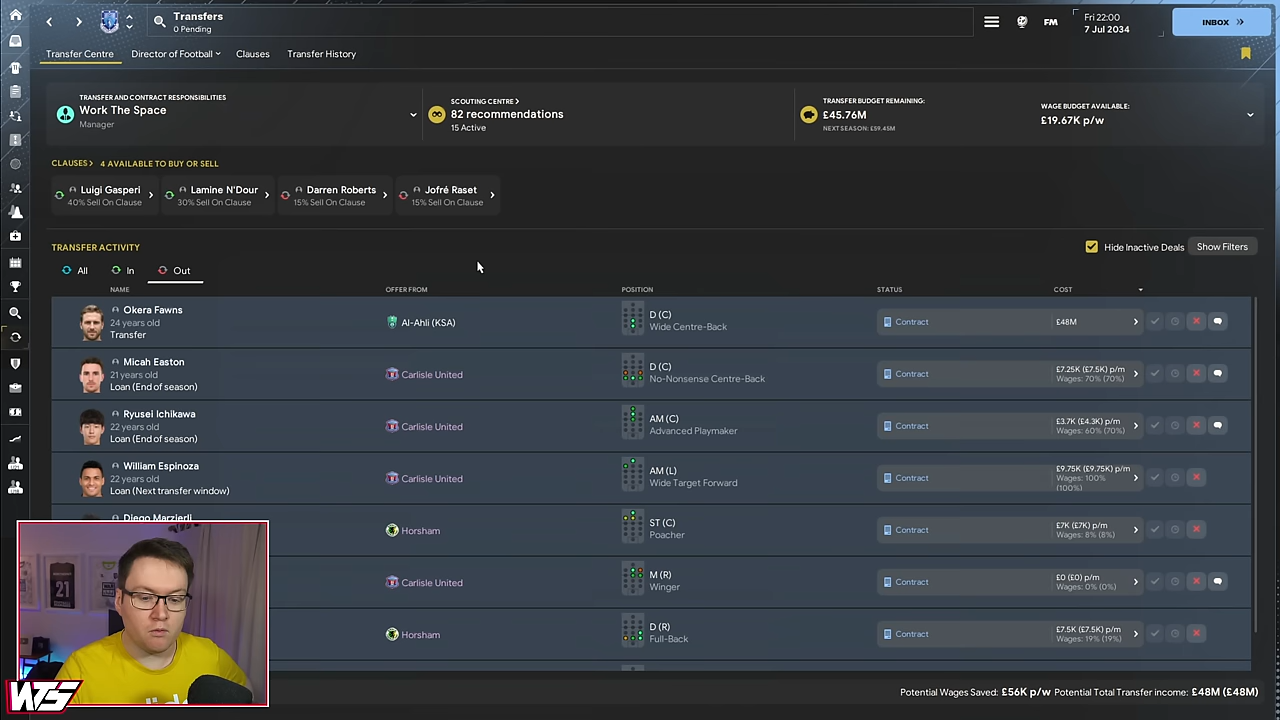 Transfers
0 Pending
FM
Fri 22:00
7 Jul 2034
INBOX
Transfer Centre
Director of Football
Clauses
Transfer History
TRANSFER AND CONTRACT RESPONSIBILITIES
Work The Space
Manager
SCOUTING CENTRE >
82 recommendations
15 Active
TRANSFER BUDGET REMAINING:
£45.76M
NEXT SEASON: £59.45M
WAGE BUDGET AVAILABLE:
£19.67K p/w
CLAUSES > 4 AVAILABLE TO BUY OR SELL
Luigi Gasperi
40% Sell On Clause
Lamine N'Dour
30% Sell On Clause
Darren Roberts
15% Sell On Clause
Jofré Raset
15% Sell On Clause
TRANSFER ACTIVITY
Hide Inactive Deals
Show Filters
All
In
Out
NAME
OFFER FROM
POSITION
STATUS
COST
Okera Fawns
24 years old
Transfer
Al-Ahli (KSA)
D (C)
Wide Centre-Back
Contract
£48M
Micah Easton
21 years old
Loan (End of season)
Carlisle United
D (C)
No-Nonsense Centre-Back
Contract
£7.25K (£7.5K) p/m
Wages: 70% (70%)
Ryusei Ichikawa
22 years old
Loan (End of season)
Carlisle United
AM (C)
Advanced Playmaker
Contract
£3.7K (£4.3K) p/m
Wages: 60% (70%)
William Espinoza
22 years old
Loan (Next transfer window)
Carlisle United
AM (L)
Wide Target Forward
Contract
£9.75K (£9.75K) p/m
Wages: 100%
(100%)
Diego Marzierli
Horsham
ST (C)
Poacher
Contract
£7K (£7K) p/m
Wages: 8% (8%)
Carlisle United
M (R)
Winger
Contract
£0 (£0) p/m
Wages: 0% (0%)
Horsham
D (R)
Full-Back
Contract
£7.5K (£7.5K) p/m
Wages: 19% (19%)
21
WTS
Potential Wages Saved: £56K p/w Potential Total Transfer income: £48M (£48M)